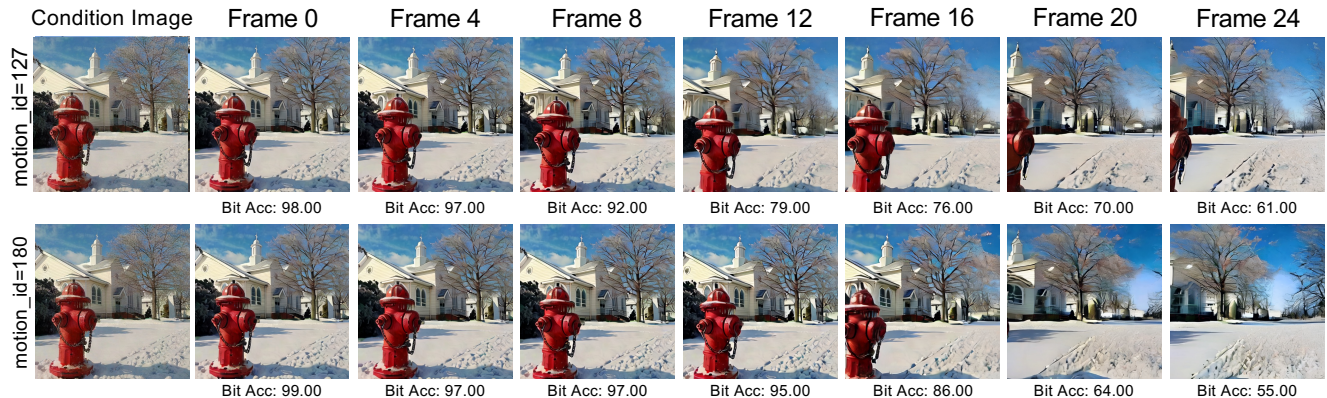 Condition Image Frame 0 Frame 4 Frame 8 Frame 12 Frame 16 Frame 20 Frame 24
motion_id=127
Bit Acc: 98.00 Bit Acc: 97.00 Bit Acc: 92.00 Bit Acc: 79.00 Bit Acc: 76.00 Bit Acc: 70.00 Bit Acc: 61.00
motion_id=180
Bit Acc: 99.00 Bit Acc: 97.00 Bit Acc: 97.00 Bit Acc: 95.00 Bit Acc: 86.00 Bit Acc: 64.00 Bit Acc: 55.00